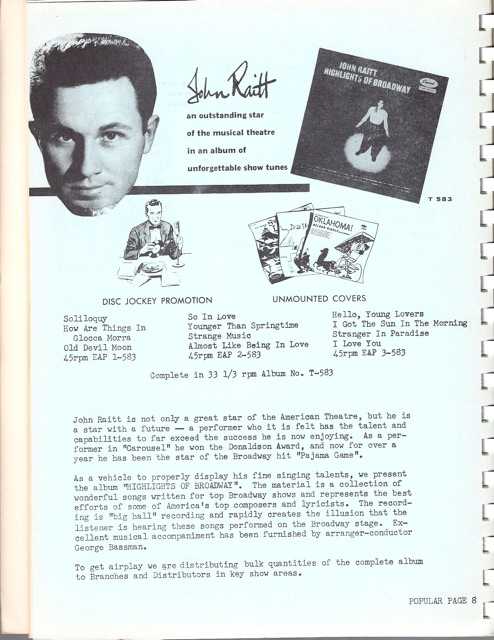 John Raitt
an outstanding star
of the musical theatre
in an album of
unforgettable show tunes
JOHN RAITT
HIGHLIGHTS OF BROADWAY
Capitol
T 583
OKLAHOMA!
DISC JOCKEY PROMOTION
UNMOUNTED COVERS
Soliloquy
How Are Things In
Glocca Morra
Old Devil Moon
45rpm EAP 1-583
So In Love
Younger Than Springtime
Strange Music
Almost Like Being In Love
45rpm EAP 2-583
Hello, Young Lovers
I Got The Sun In The Morning
Stranger In Paradise
I Love You
45rpm EAP 3-583
Complete in 33 1/3 rpm Album No. T-583
John Raitt is not only a great star of the American Theatre, but he is
a star with a future — a performer who it is felt has the talent and
capabilities to far exceed the success he is now enjoying. As a per-
former in "Carousel" he won the Donaldson Award, and now for over a
year he has been the star of the Broadway hit "Pajama Game".
As a vehicle to properly display his fine singing talents, we present
the album "HIGHLIGHTS OF BROADWAY". The material is a collection of
wonderful songs written for top Broadway shows and represents the best
efforts of some of America's top composers and lyricists. The record-
ing is "big hall" recording and rapidly creates the illusion that the
listener is hearing these songs performed on the Broadway stage. Ex-
cellent musical accompaniment has been furnished by arranger-conductor
George Bassman.
To get airplay we are distributing bulk quantities of the complete album
to Branches and Distributors in key show areas.
POPULAR PAGE 8